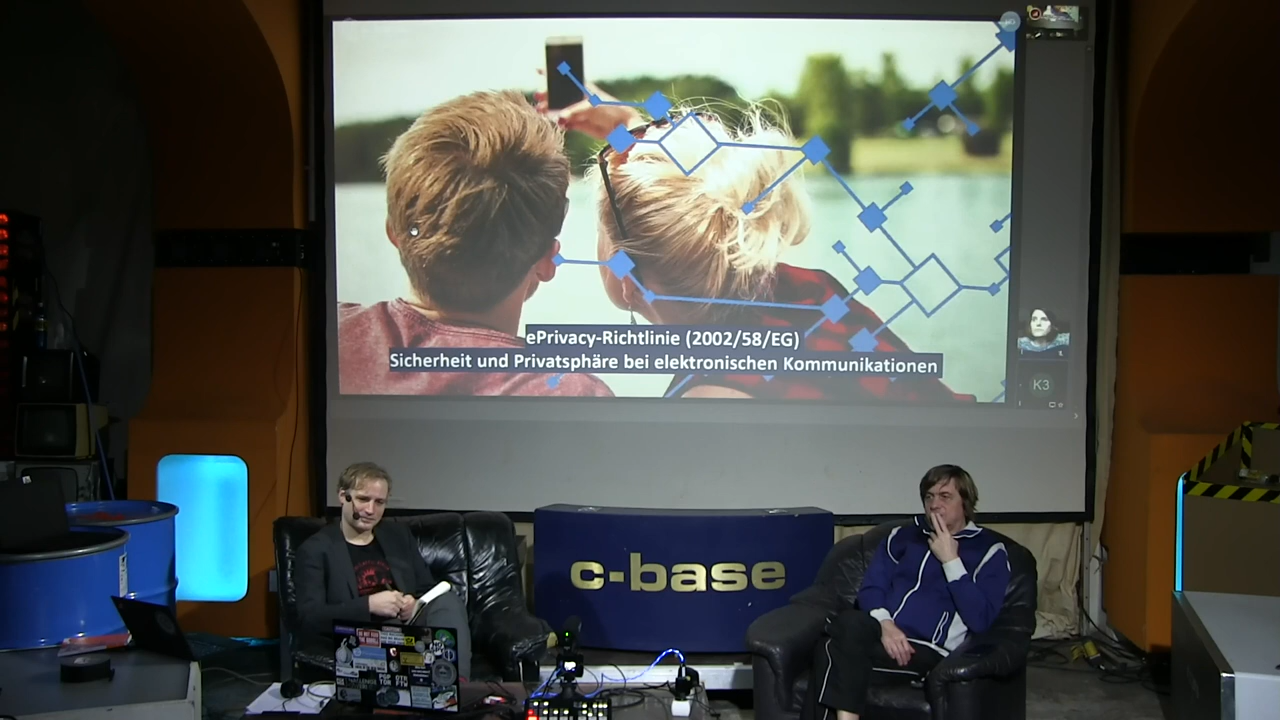 ePrivacy-Richtlinie (2002/58/EG)
Sicherheit und Privatsphäre bei elektronischen Kommunikationen
K3
c-base